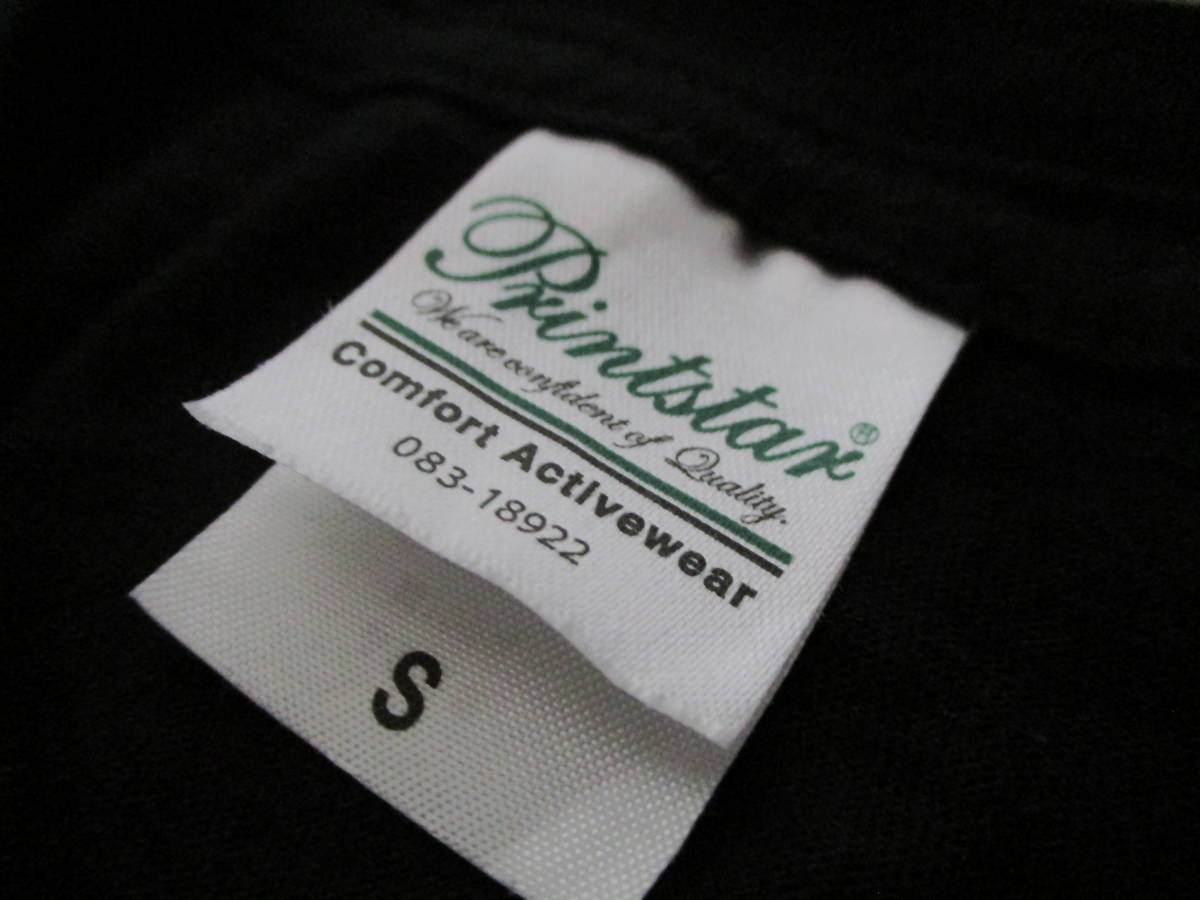 Printstar®
We are confident of Quality.
Comfort Activewear
083-18922
S